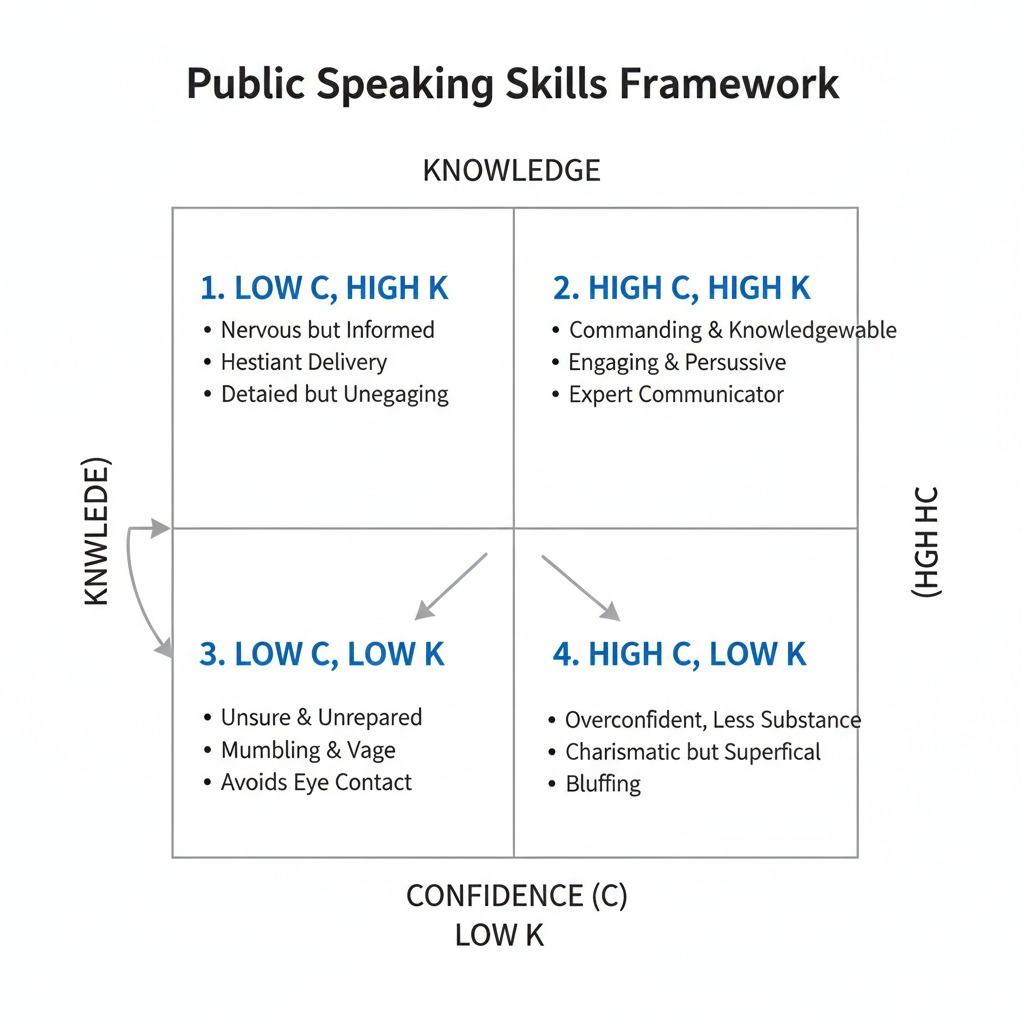 Public Speaking Skills Framework
KNOWLEDGE
1. LOW C, HIGH K
• Nervous but Informed
• Hestiant Delivery
• Detaied but Unegaging
2. HIGH C, HIGH K
• Commanding & Knowledgewable
• Engaging & Persussive
• Expert Communicator
KNWLEDE)
(HGH HC
3. LOW C, LOW K
• Unsure & Unrepared
• Mumbling & Vage
• Avoids Eye Contact
4. HIGH C, LOW K
• Overconfident, Less Substance
• Charismatic but Superfical
• Bluffing
CONFIDENCE (C)
LOW K